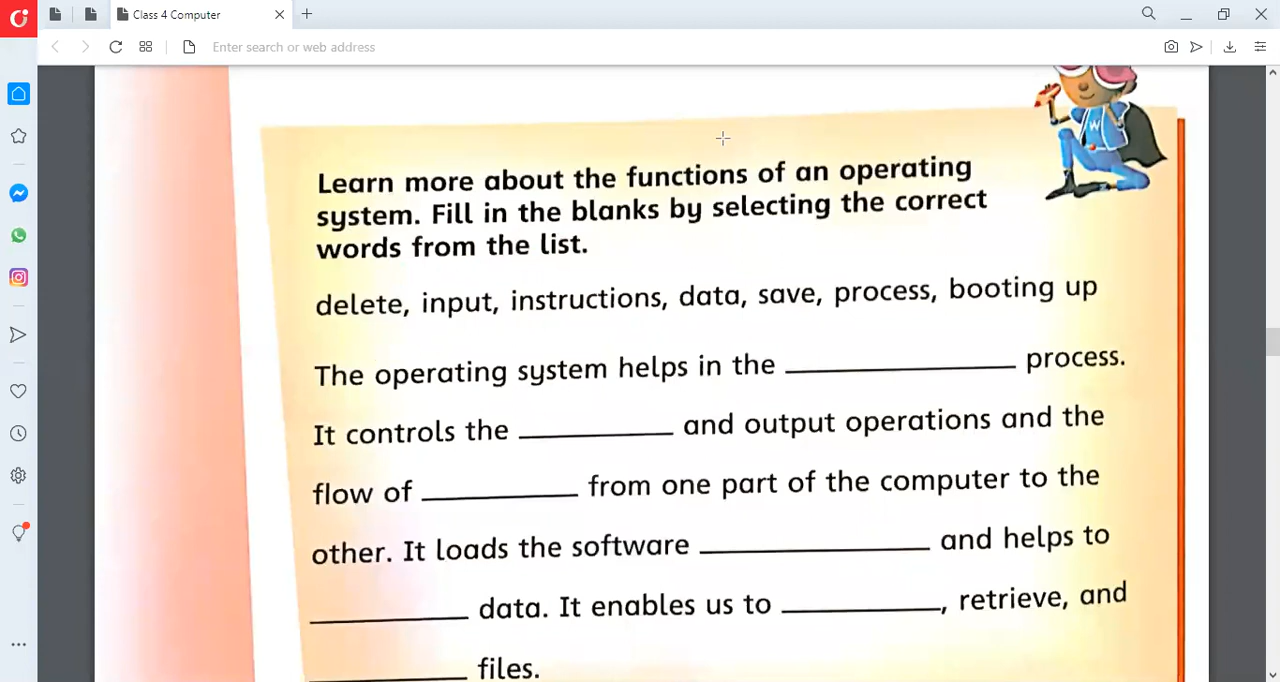 Class 4 Computer
Enter search or web address
W
Learn more about the functions of an operating
system. Fill in the blanks by selecting the correct
words from the list.
delete, input, instructions, data, save, process, booting up
The operating system helps in the ____________ process.
It controls the ________ and output operations and the
flow of ________ from one part of the computer to the
other. It loads the software ____________ and helps to
________ data. It enables us to ________, retrieve, and
________ files.